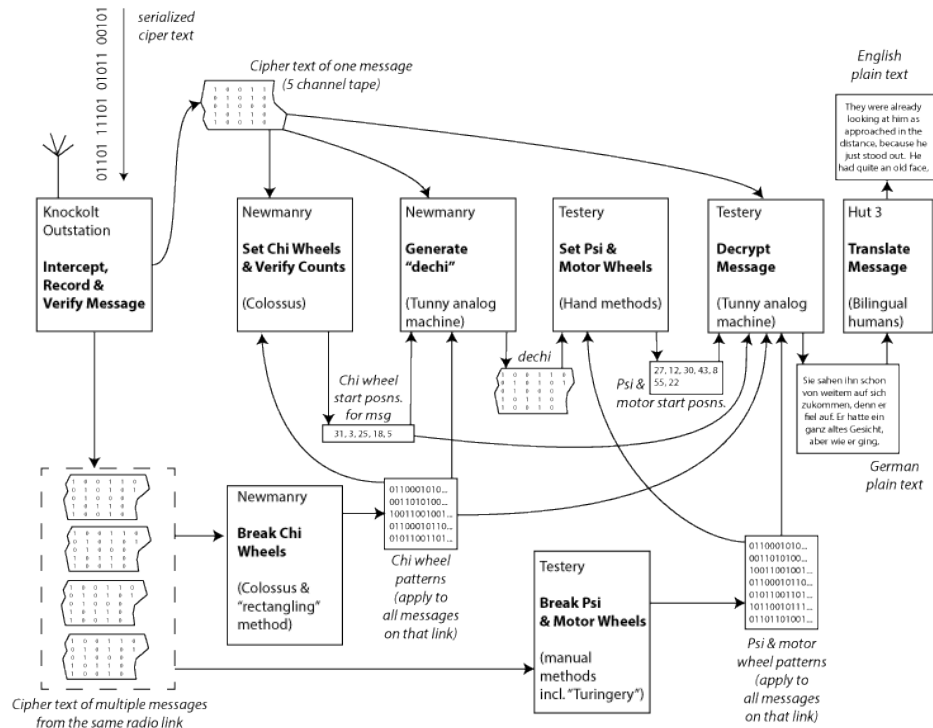 01101 11101 01011 00101
serialized
ciper text
Cipher text of one message
(5 channel tape)
English
plain text
They were already
looking at him as
approached in the
distance, because he
just stood out. He
had quite an old face,
Knockolt
Outstation
Intercept,
Record &
Verify Message
Newmanry
Set Chi Wheels
& Verify Counts
(Colossus)
Newmanry
Generate
"dechi"
(Tunny analog
machine)
Testery
Set Psi &
Motor Wheels
(Hand methods)
Testery
Decrypt
Message
(Tunny analog
machine)
Hut 3
Translate
Message
(Bilingual
humans)
Chi wheel
start posns.
for msg
31, 3, 25, 18, 5
dechi
27, 12, 30, 43, 8
55, 22
Psi &
motor start posns.
Sie sahen ihn schon
von weitem auf sich
zukommen, denn er
fiel auf. Er hatte ein
ganz altes Gesicht,
aber wie er ging,
German
plain text
Newmanry
Break Chi
Wheels
(Colossus &
"rectangling"
method)
0110001010...
0011010100...
10011001001...
01100010110...
01011001101...
Chi wheel
patterns
(apply to
all messages
on that link)
Testery
Break Psi
& Motor Wheels
(manual
methods
incl. "Turingery")
0110001010...
0011010100...
10011001001...
01100010110...
01011001101...
10110010111...
01101101001...
Psi & motor
wheel patterns
(apply to
all messages
on that link)
Cipher text of multiple messages
from the same radio link